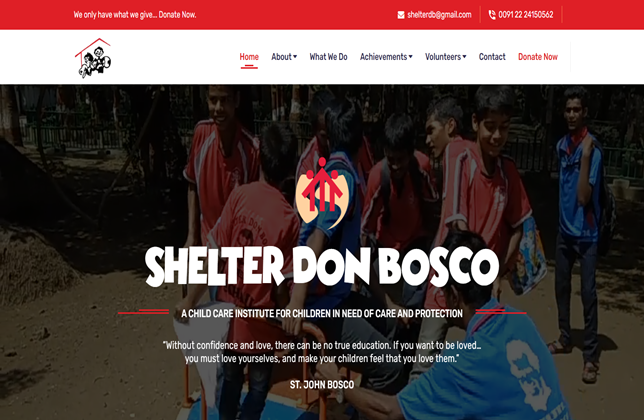 We only have what we give... Donate Now.
shelterdb@gmail.com
0091 22 24150562
Home
About
What We Do
Achievements
Volunteers
Contact
Donate Now
SHELTER DON BOSCO
A CHILD CARE INSTITUTE FOR CHILDREN IN NEED OF CARE AND PROTECTION
“Without confidence and love, there can be no true education. If you want to be loved...
you must love yourselves, and make your children feel that you love them.”
ST. JOHN BOSCO